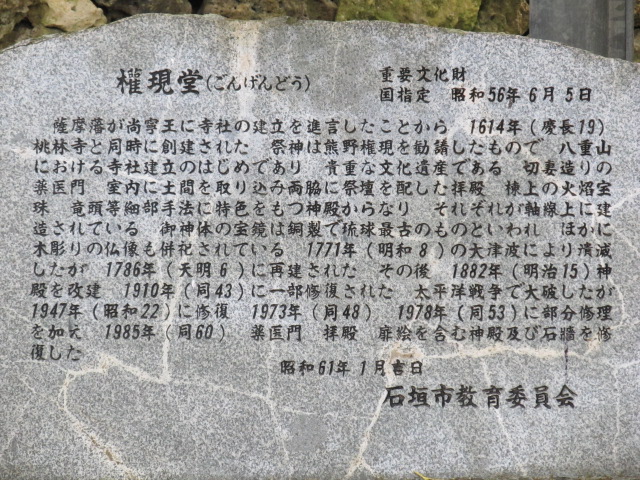 権現堂(ごんげんどう)
重要文化財
国指定 昭和56年6月5日
薩摩藩が尚寧王に寺社の建立を進言したことから 1614年(慶長19)
桃林寺と同時に創建された 祭神は熊野権現を勧請したもので 八重山
における寺社建立のはじめであり 貴重な文化遺産である 切妻造りの
薬医門 室内に土間を取り込み両脇に祭壇を配した拝殿 棟上の火焔宝
珠 竜頭等細部手法に特色をもつ神殿からなり それぞれが軸線上に建
造されている 御神体の宝鏡は銅製で琉球最古のものといわれ ほかに
木彫りの仏像も併祀されている 1771年(明和8)の大津波により潰滅
したが 1786年(天明6)に再建された その後 1882年(明治15)神
殿を改建 1910年(同43)に一部修復された 太平洋戦争で大破したが
1947年(昭和22)に修復 1973年(同48) 1978年(同53)に部分修理
を加え 1985年(同60) 薬医門 拝殿 扉絵を含む神殿及び石牆を修
復した
昭和61年1月吉日
石垣市教育委員会